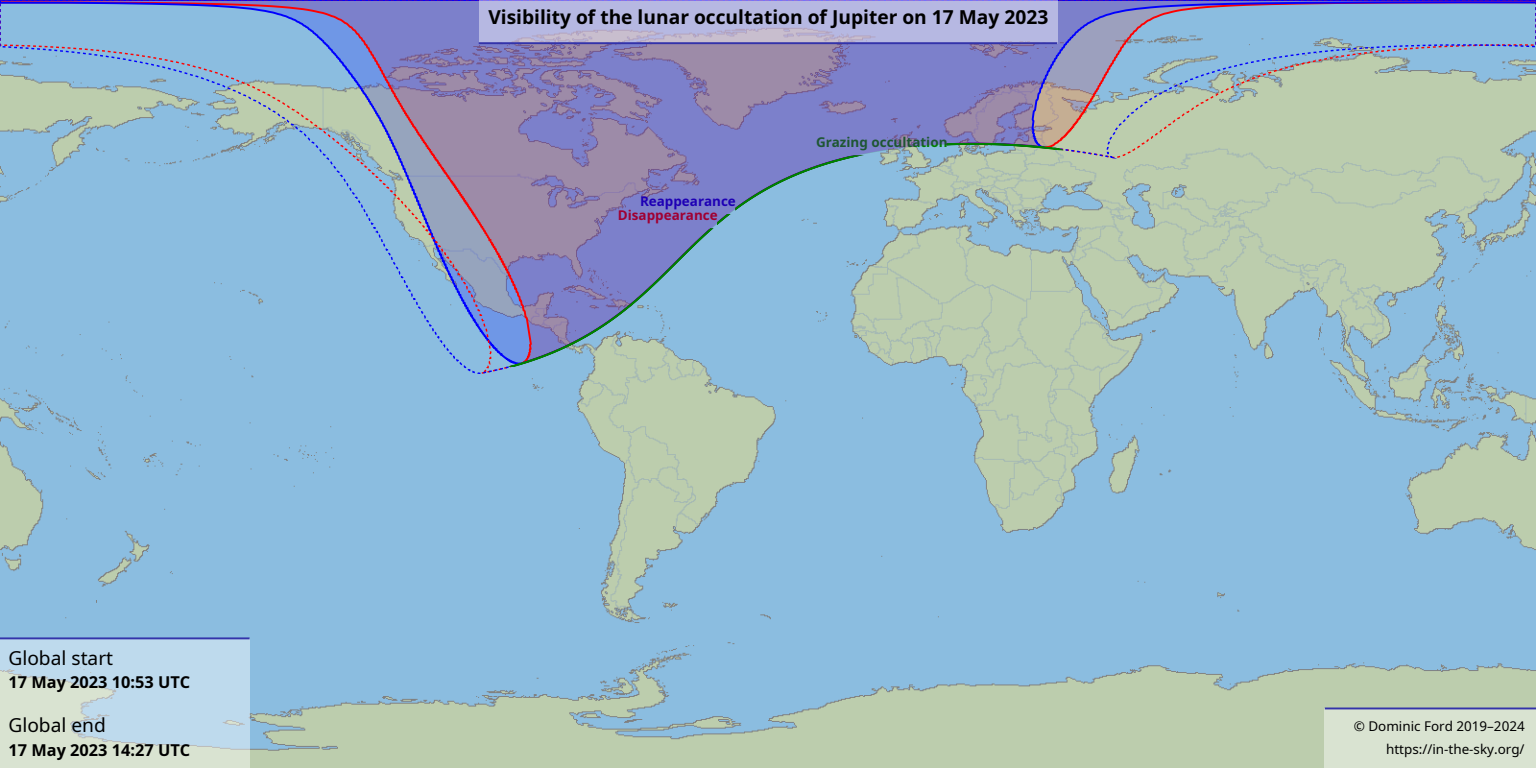 Visibility of the lunar occultation of Jupiter on 17 May 2023
Grazing occultation
Reappearance
Disappearance
Global start
17 May 2023 10:53 UTC
Global end
17 May 2023 14:27 UTC
© Dominic Ford 2019–2024
https://in-the-sky.org/